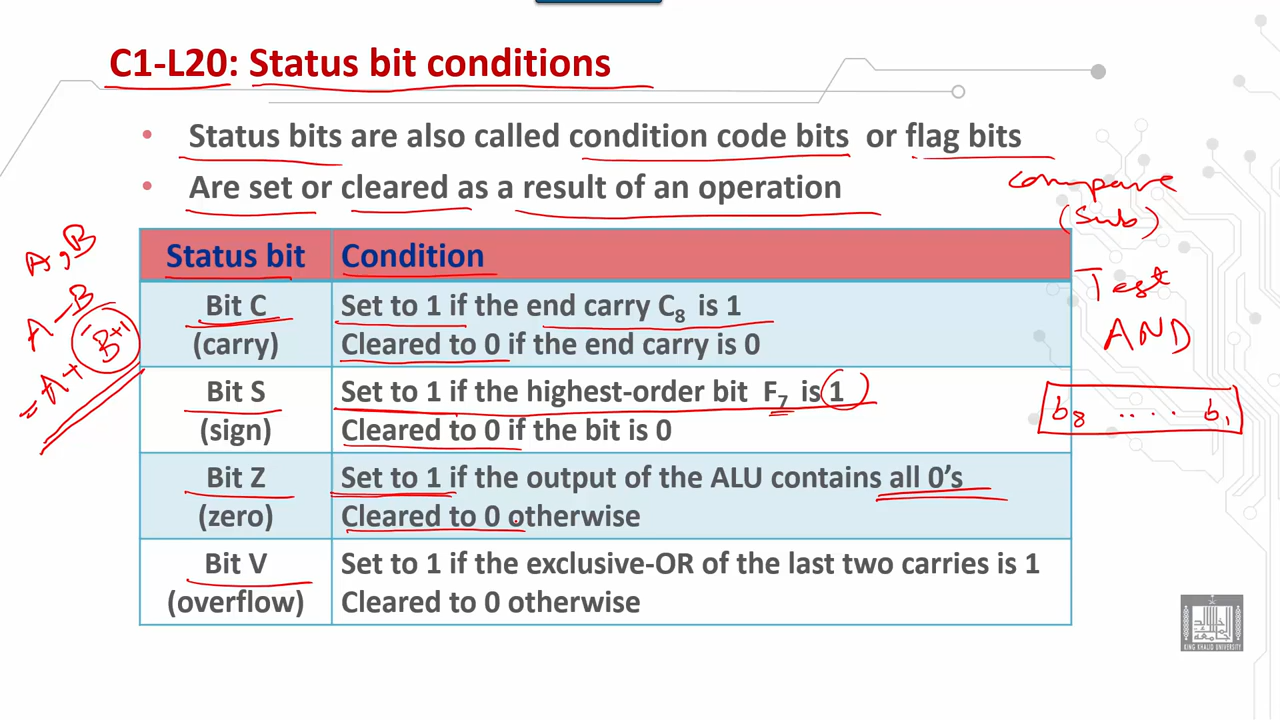 C1-L20: Status bit conditions
• Status bits are also called condition code bits or flag bits
• Are set or cleared as a result of an operation
compare
(Sub)
Test
AND
b8 ..... b1
A, B
A - B
= A + B̅+1
Status bit Condition
Bit C
(carry)
Set to 1 if the end carry C8 is 1
Cleared to 0 if the end carry is 0
Bit S
(sign)
Set to 1 if the highest-order bit F7 is 1
Cleared to 0 if the bit is 0
Bit Z
(zero)
Set to 1 if the output of the ALU contains all 0's
Cleared to 0 otherwise
Bit V
(overflow)
Set to 1 if the exclusive-OR of the last two carries is 1
Cleared to 0 otherwise
KING KHALID UNIVERSITY